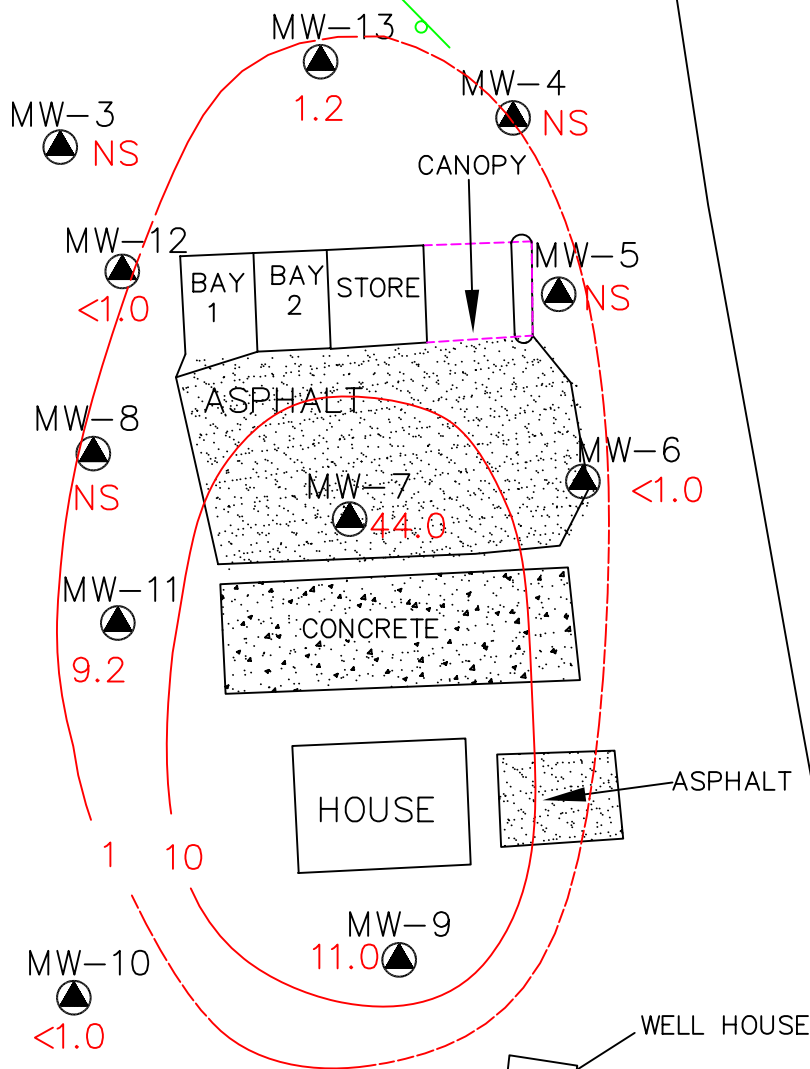 MW-13
1.2
MW-4
NS
MW-3
NS
CANOPY
MW-12
<1.0
BAY
1
BAY
2
STORE
MW-5
NS
ASPHALT
MW-8
NS
MW-6
<1.0
MW-7
44.0
MW-11
9.2
CONCRETE
HOUSE
ASPHALT
1
10
MW-9
11.0
MW-10
<1.0
WELL HOUSE